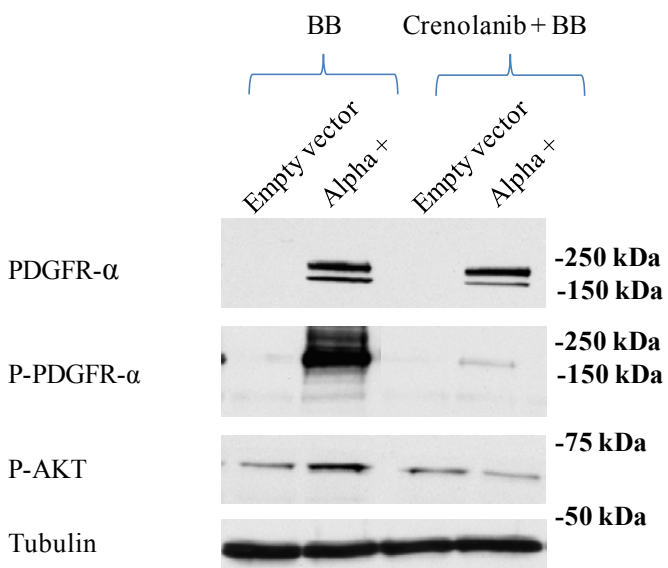 BB Crenolanib + BB
Empty vector Alpha + Empty vector Alpha +
PDGFR-α -250 kDa
-150 kDa
P-PDGFR-α -250 kDa
-150 kDa
P-AKT -75 kDa
-50 kDa
Tubulin